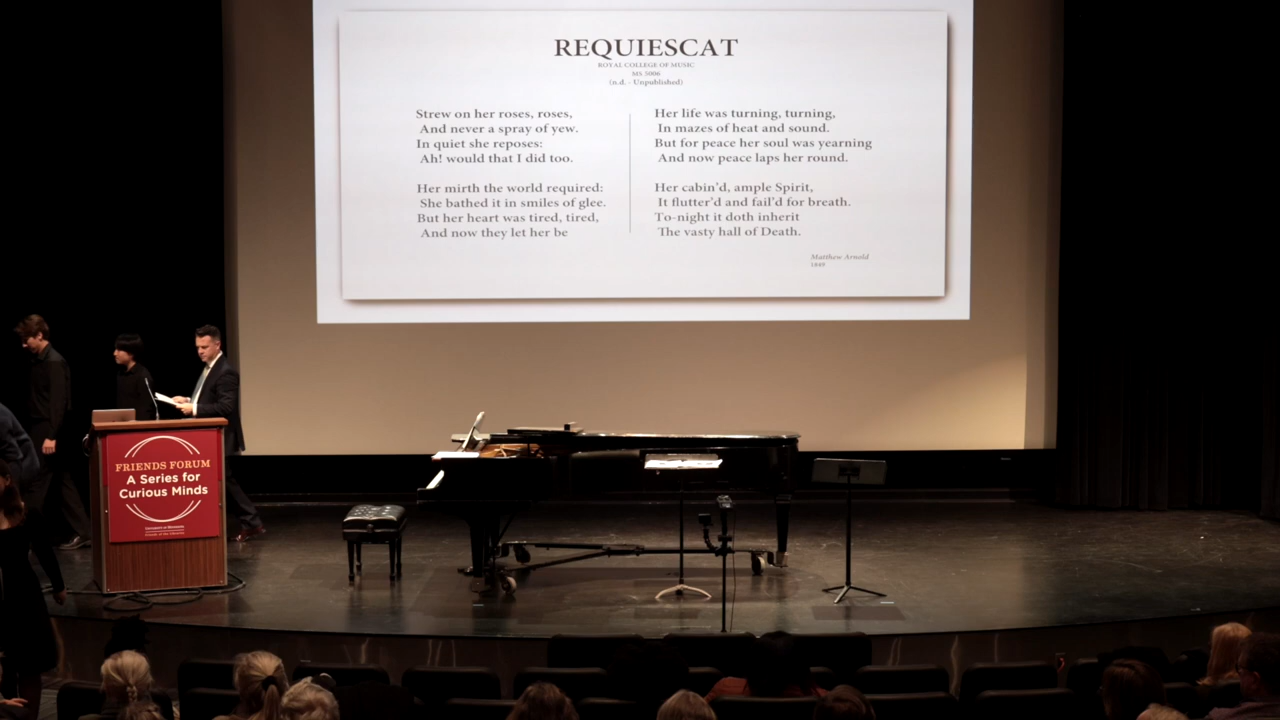 REQUIESCAT
ROYAL COLLEGE OF MUSIC
MS 5006
(n.d. - Unpublished)
Strew on her roses, roses,
And never a spray of yew.
In quiet she reposes:
Ah! would that I did too.
Her mirth the world required:
She bathed it in smiles of glee.
But her heart was tired, tired,
And now they let her be
Her life was turning, turning,
In mazes of heat and sound.
But for peace her soul was yearning
And now peace laps her round.
Her cabin'd, ample Spirit,
It flutter'd and fail'd for breath.
To-night it doth inherit
The vasty hall of Death.
Matthew Arnold
1849
FRIENDS FORUM
A Series for
Curious Minds